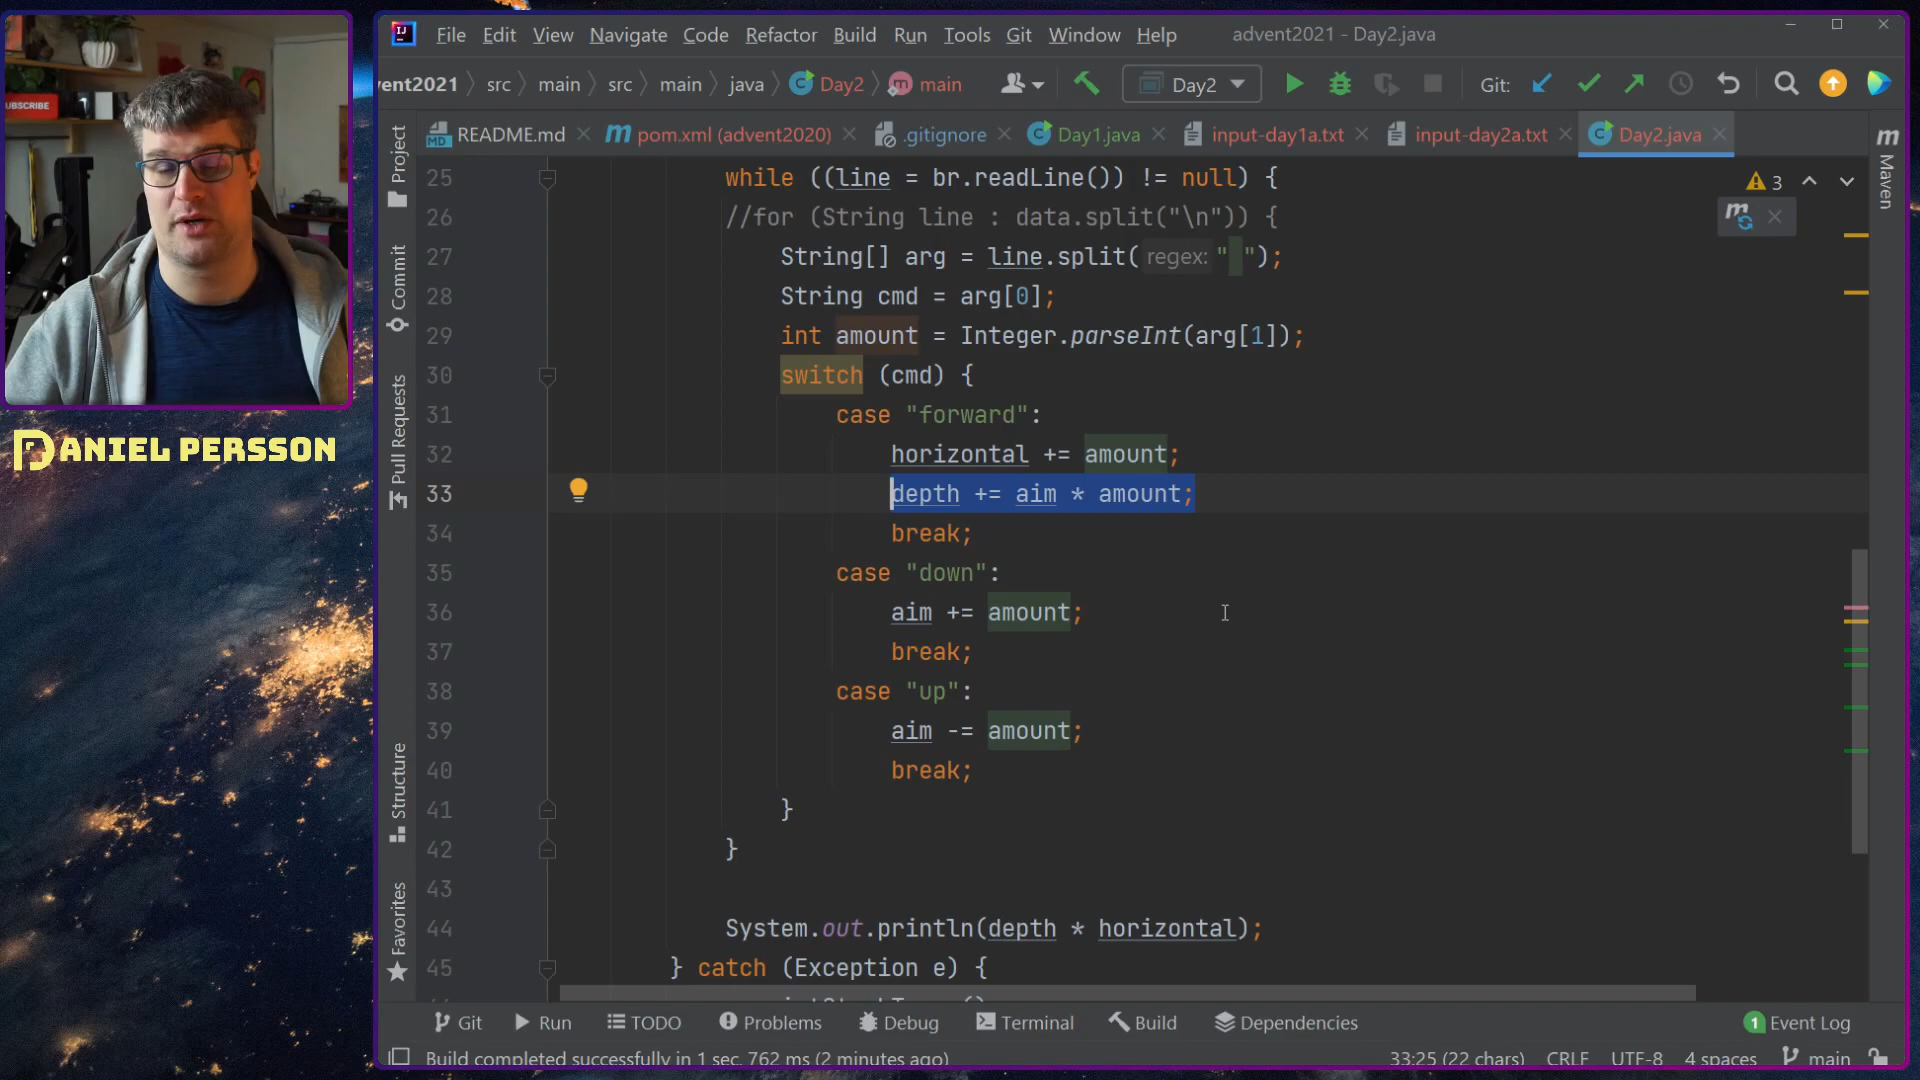 SUBSCRIBE
DANIEL PERSSON
File Edit View Navigate Code Refactor Build Run Tools Git Window Help advent2021 - Day2.java
vent2021 src main src main java Day2 main Day2 Git:
README.md pom.xml (advent2020) .gitignore Day1.java input-day1a.txt input-day2a.txt Day2.java
Project
Commit
Pull Requests
Structure
Favorites
Maven
3
25 while ((line = br.readLine()) != null) {
26 //for (String line : data.split("\n")) {
27 String[] arg = line.split( regex: " ");
28 String cmd = arg[0];
29 int amount = Integer.parseInt(arg[1]);
30 switch (cmd) {
31 case "forward":
32 horizontal += amount;
33 depth += aim * amount;
34 break;
35 case "down":
36 aim += amount;
37 break;
38 case "up":
39 aim -= amount;
40 break;
41 }
42 }
43
44 System.out.println(depth * horizontal);
45 } catch (Exception e) {
Git Run TODO Problems Debug Terminal Build Dependencies 1 Event Log
Build completed successfully in 1 sec, 762 ms (2 minutes ago) 33:25 (22 chars) CRLF UTF-8 4 spaces main